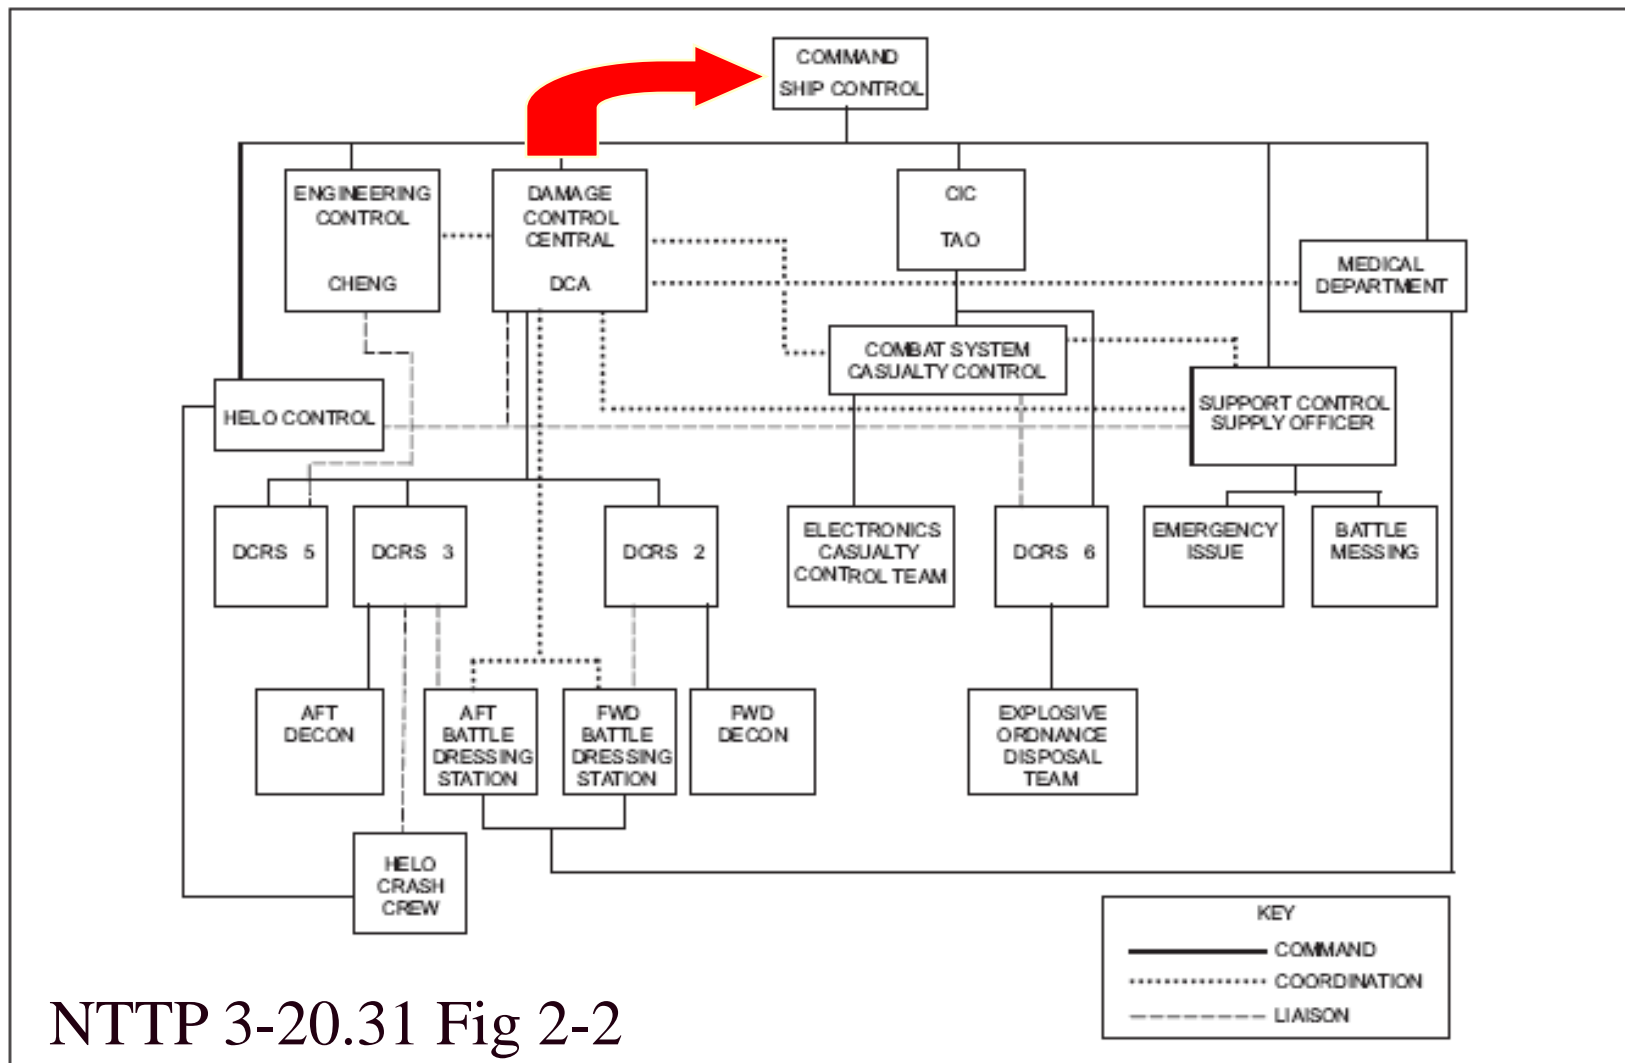 COMMAND
SHIP CONTROL
ENGINEERING
CONTROL
CHENG
DAMAGE
CONTROL
CENTRAL
DCA
CIC
TAO
MEDICAL
DEPARTMENT
COMBAT SYSTEM
CASUALTY CONTROL
HELO CONTROL
SUPPORT CONTROL
SUPPLY OFFICER
DCRS 5
DCRS 3
DCRS 2
ELECTRONICS
CASUALTY
CONTROL TEAM
DCRS 6
EMERGENCY
ISSUE
BATTLE
MESSING
AFT
DECON
AFT
BATTLE
DRESSING
STATION
FWD
BATTLE
DRESSING
STATION
FWD
DECON
EXPLOSIVE
ORDNANCE
DISPOSAL
TEAM
HELO
CRASH
CREW
KEY
COMMAND
COORDINATION
LIAISON
NTTP 3-20.31 Fig 2-2